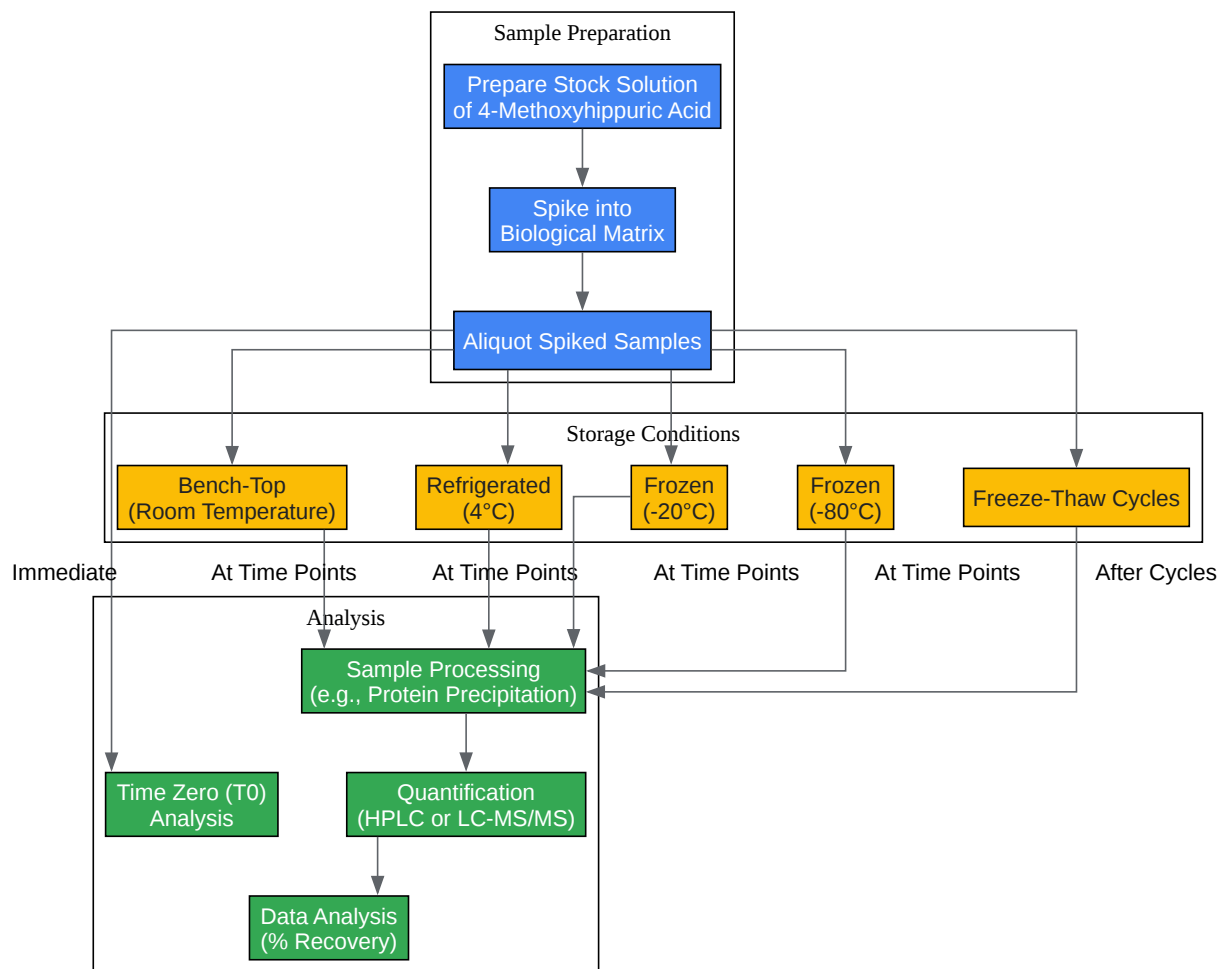 Sample Preparation
Prepare Stock Solution
of 4-Methoxyhippuric Acid
Spike into
Biological Matrix
Aliquot Spiked Samples
Storage Conditions
Bench-Top
(Room Temperature)
Refrigerated
(4°C)
Frozen
(-20°C)
Frozen
(-80°C)
Freeze-Thaw Cycles
Immediate
At Time Points
At Time Points
At Time Points
At Time Points
After Cycles
Analysis
Sample Processing
(e.g., Protein Precipitation)
Time Zero (T0)
Analysis
Quantification
(HPLC or LC-MS/MS)
Data Analysis
(% Recovery)